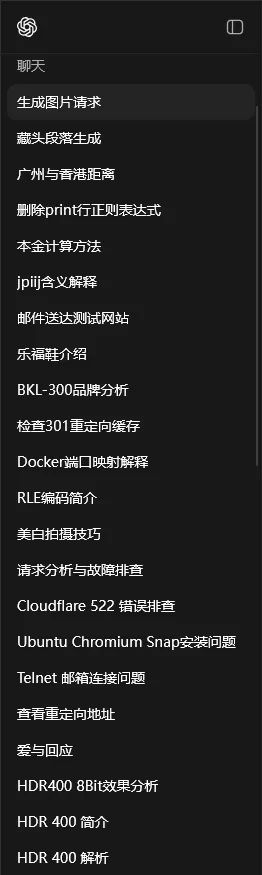 聊天
生成图片请求
藏头段落生成
广州与香港距离
删除print行正则表达式
本金计算方法
jpiij含义解释
邮件送达测试网站
乐福鞋介绍
BKL-300品牌分析
检查301重定向缓存
Docker端口映射解释
RLE编码简介
美白拍摄技巧
请求分析与故障排查
Cloudflare 522 错误排查
Ubuntu Chromium Snap安装问题
Telnet 邮箱连接问题
查看重定向地址
爱与回应
HDR400 8Bit效果分析
HDR 400 简介
HDR 400 解析